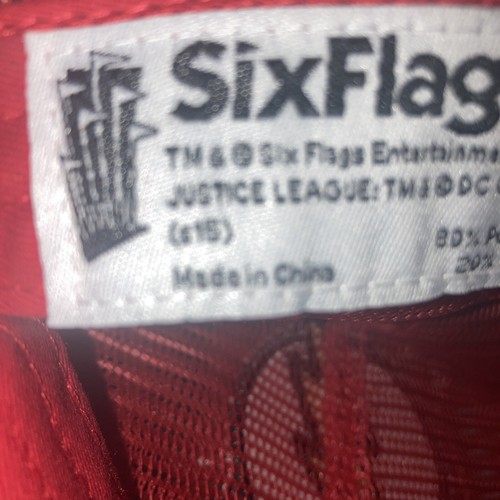 SixFlag
TM & © Six Flags Entertainme
JUSTICE LEAGUE: TM & © DC
(s15)
80% Po
20%
Made in China